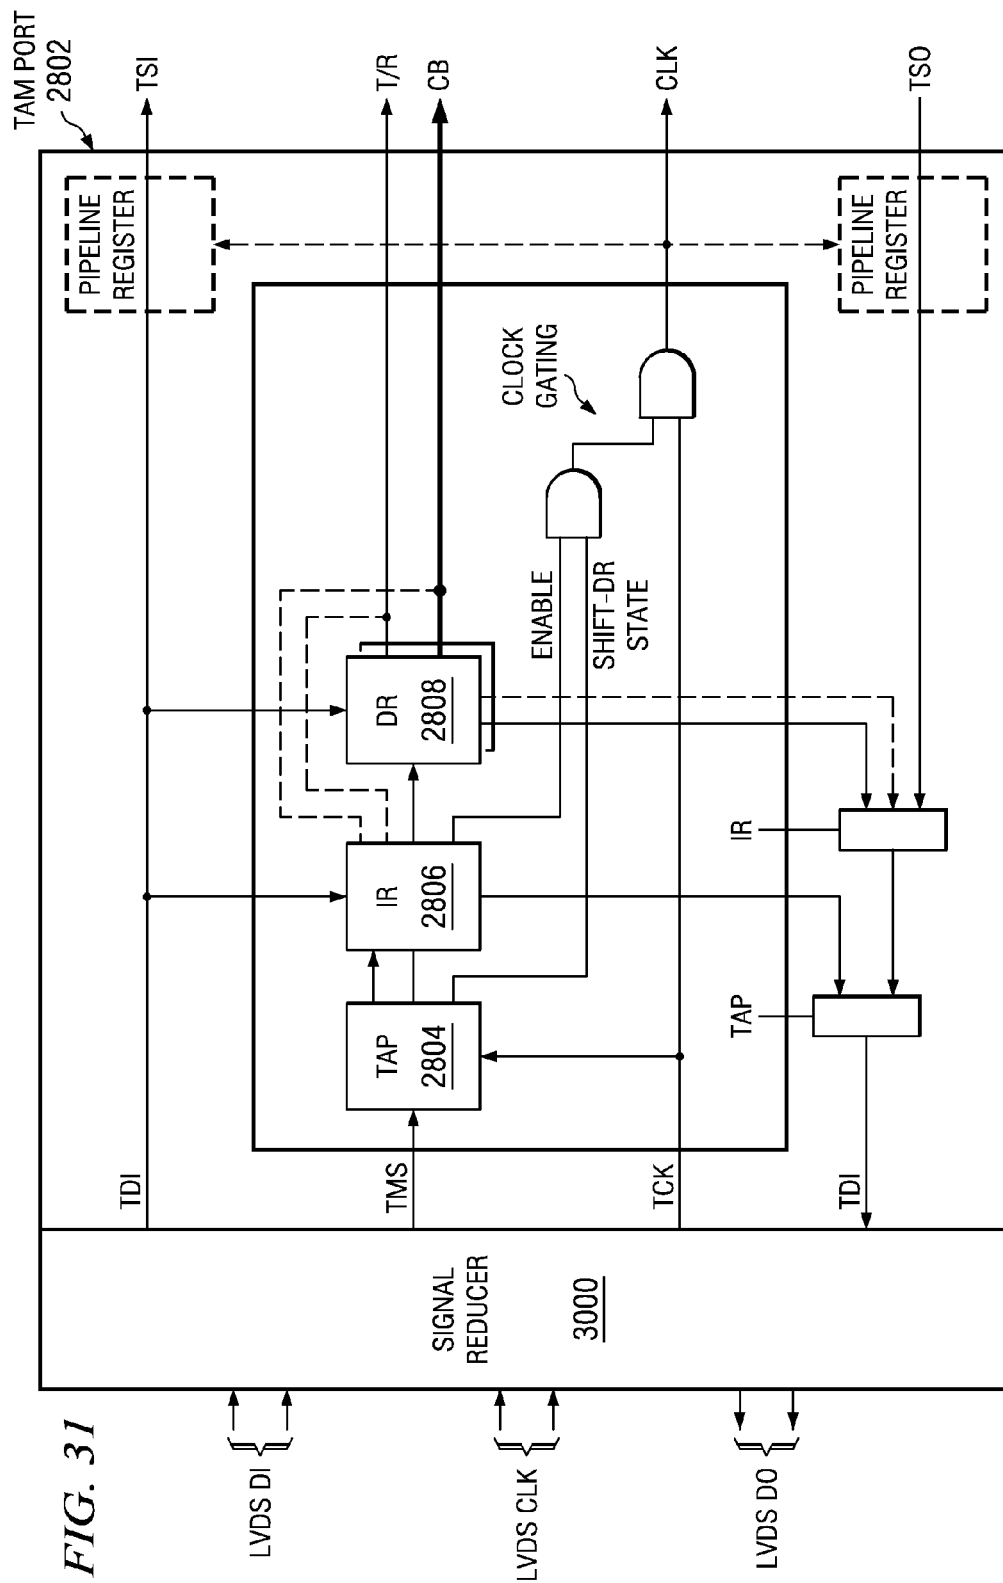 FIG. 31
TAM PORT
2802
LVDS DI
LVDS CLK
LVDS DO
SIGNAL
REDUCER
3000
TDI
TMS
TCK
TDI
TAP
2804
IR
2806
DR
2808
ENABLE
SHIFT-DR
STATE
CLOCK
GATING
TAP
IR
PIPELINE
REGISTER
PIPELINE
REGISTER
TSI
T/R
CB
CLK
TSO